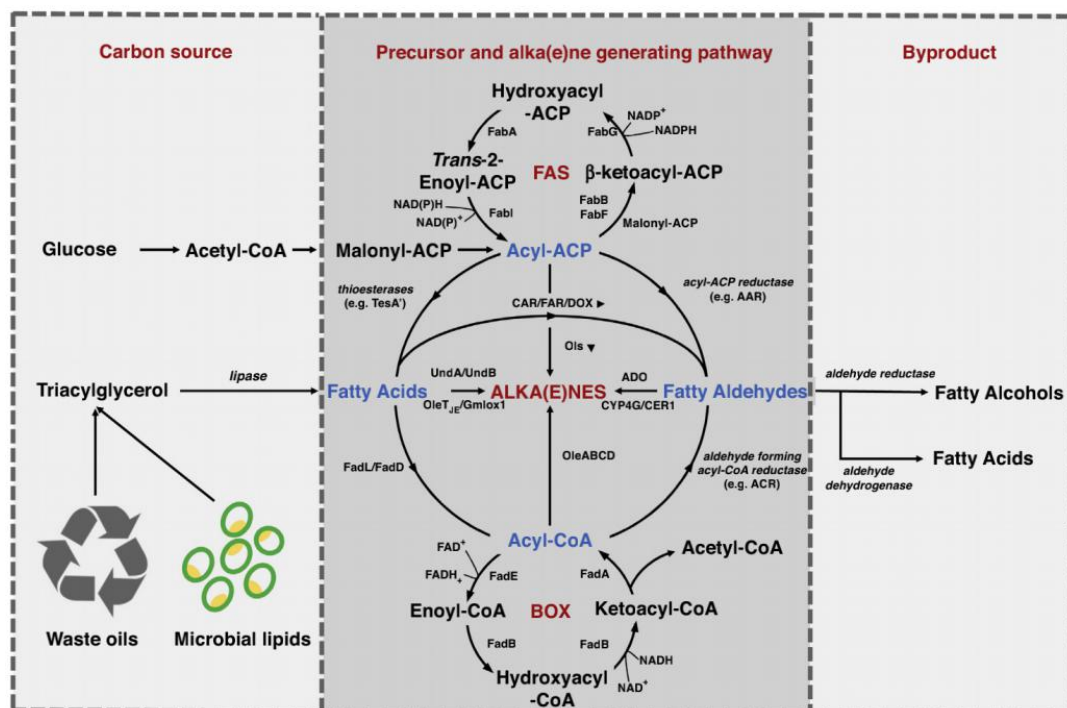 Carbon source
Precursor and alka(e)ne generating pathway
Byproduct
Hydroxyacyl
-ACP
NADP+
NADPH
FabA
FabG
Trans-2-
Enoyl-ACP
FAS
β-ketoacyl-ACP
NAD(P)H
NAD(P)+
FabI
FabB
FabF
Malonyl-ACP
Glucose
Acetyl-CoA
Malonyl-ACP
Acyl-ACP
thioesterases
(e.g. TesA')
acyl-ACP reductase
(e.g. AAR)
CAR/FAR/DOX ▶
Ols ▼
Triacylglycerol
lipase
Fatty Acids
UndA/UndB
OleTJE/Gmlox1
ALKA(E)NES
ADO
CYP4G/CER1
Fatty Aldehydes
aldehyde reductase
Fatty Alcohols
aldehyde
dehydrogenase
Fatty Acids
FadL/FadD
OleABCD
aldehyde forming
acyl-CoA reductase
(e.g. ACR)
Acyl-CoA
Acetyl-CoA
FAD+
FADH+
FadE
FadA
Enoyl-CoA
BOX
Ketoacyl-CoA
FadB
FadB
NADH
NAD+
Hydroxyacyl
-CoA
Waste oils
Microbial lipids